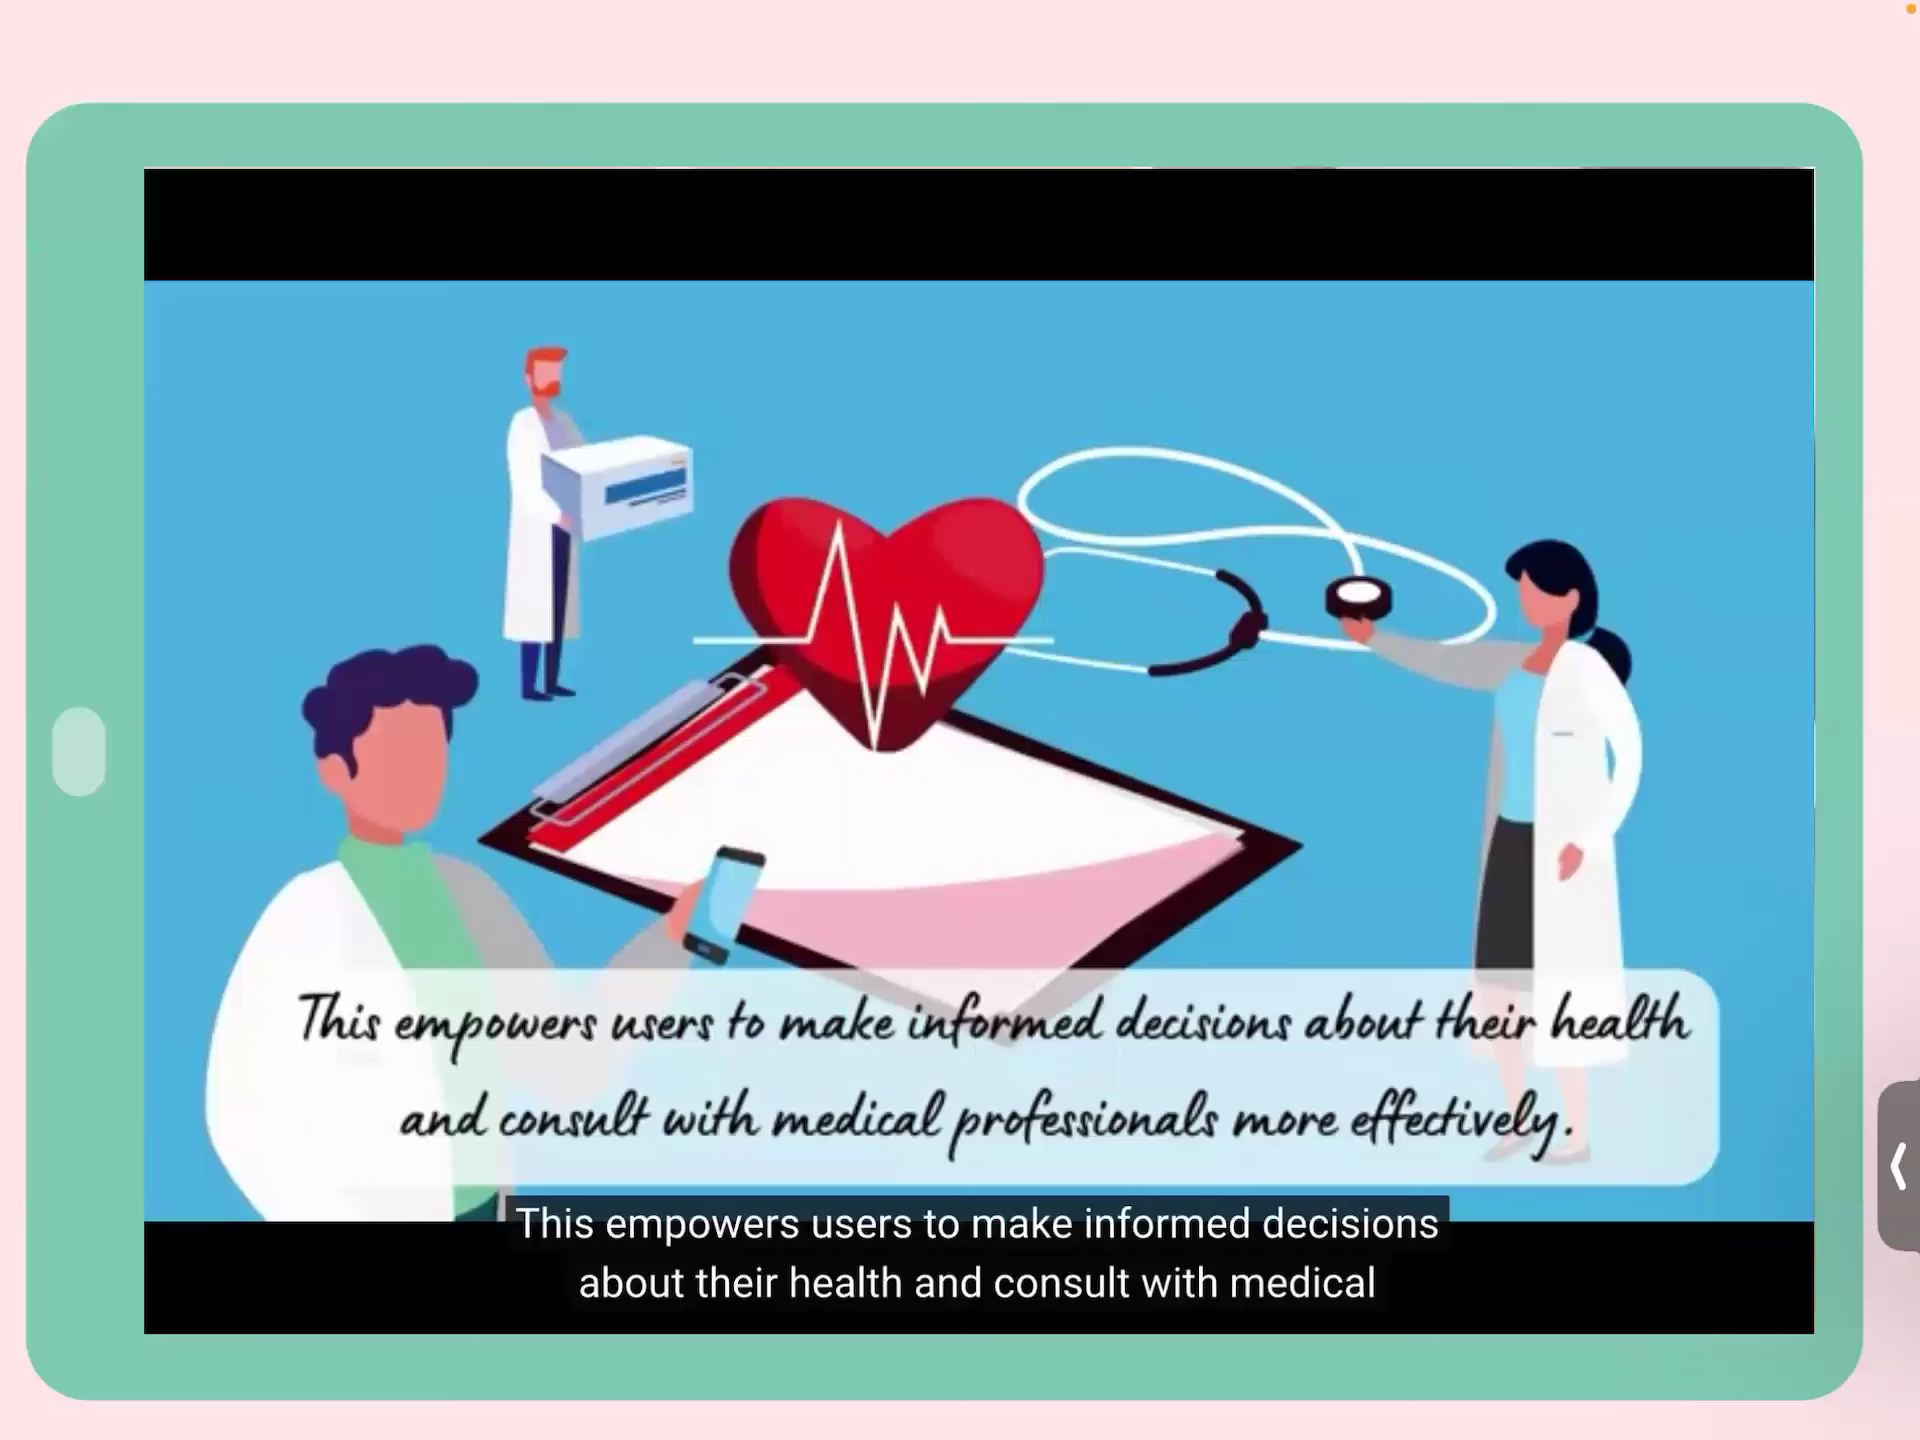 This empowers users to make informed decisions about their health
and consult with medical professionals more effectively.
This empowers users to make informed decisions
about their health and consult with medical